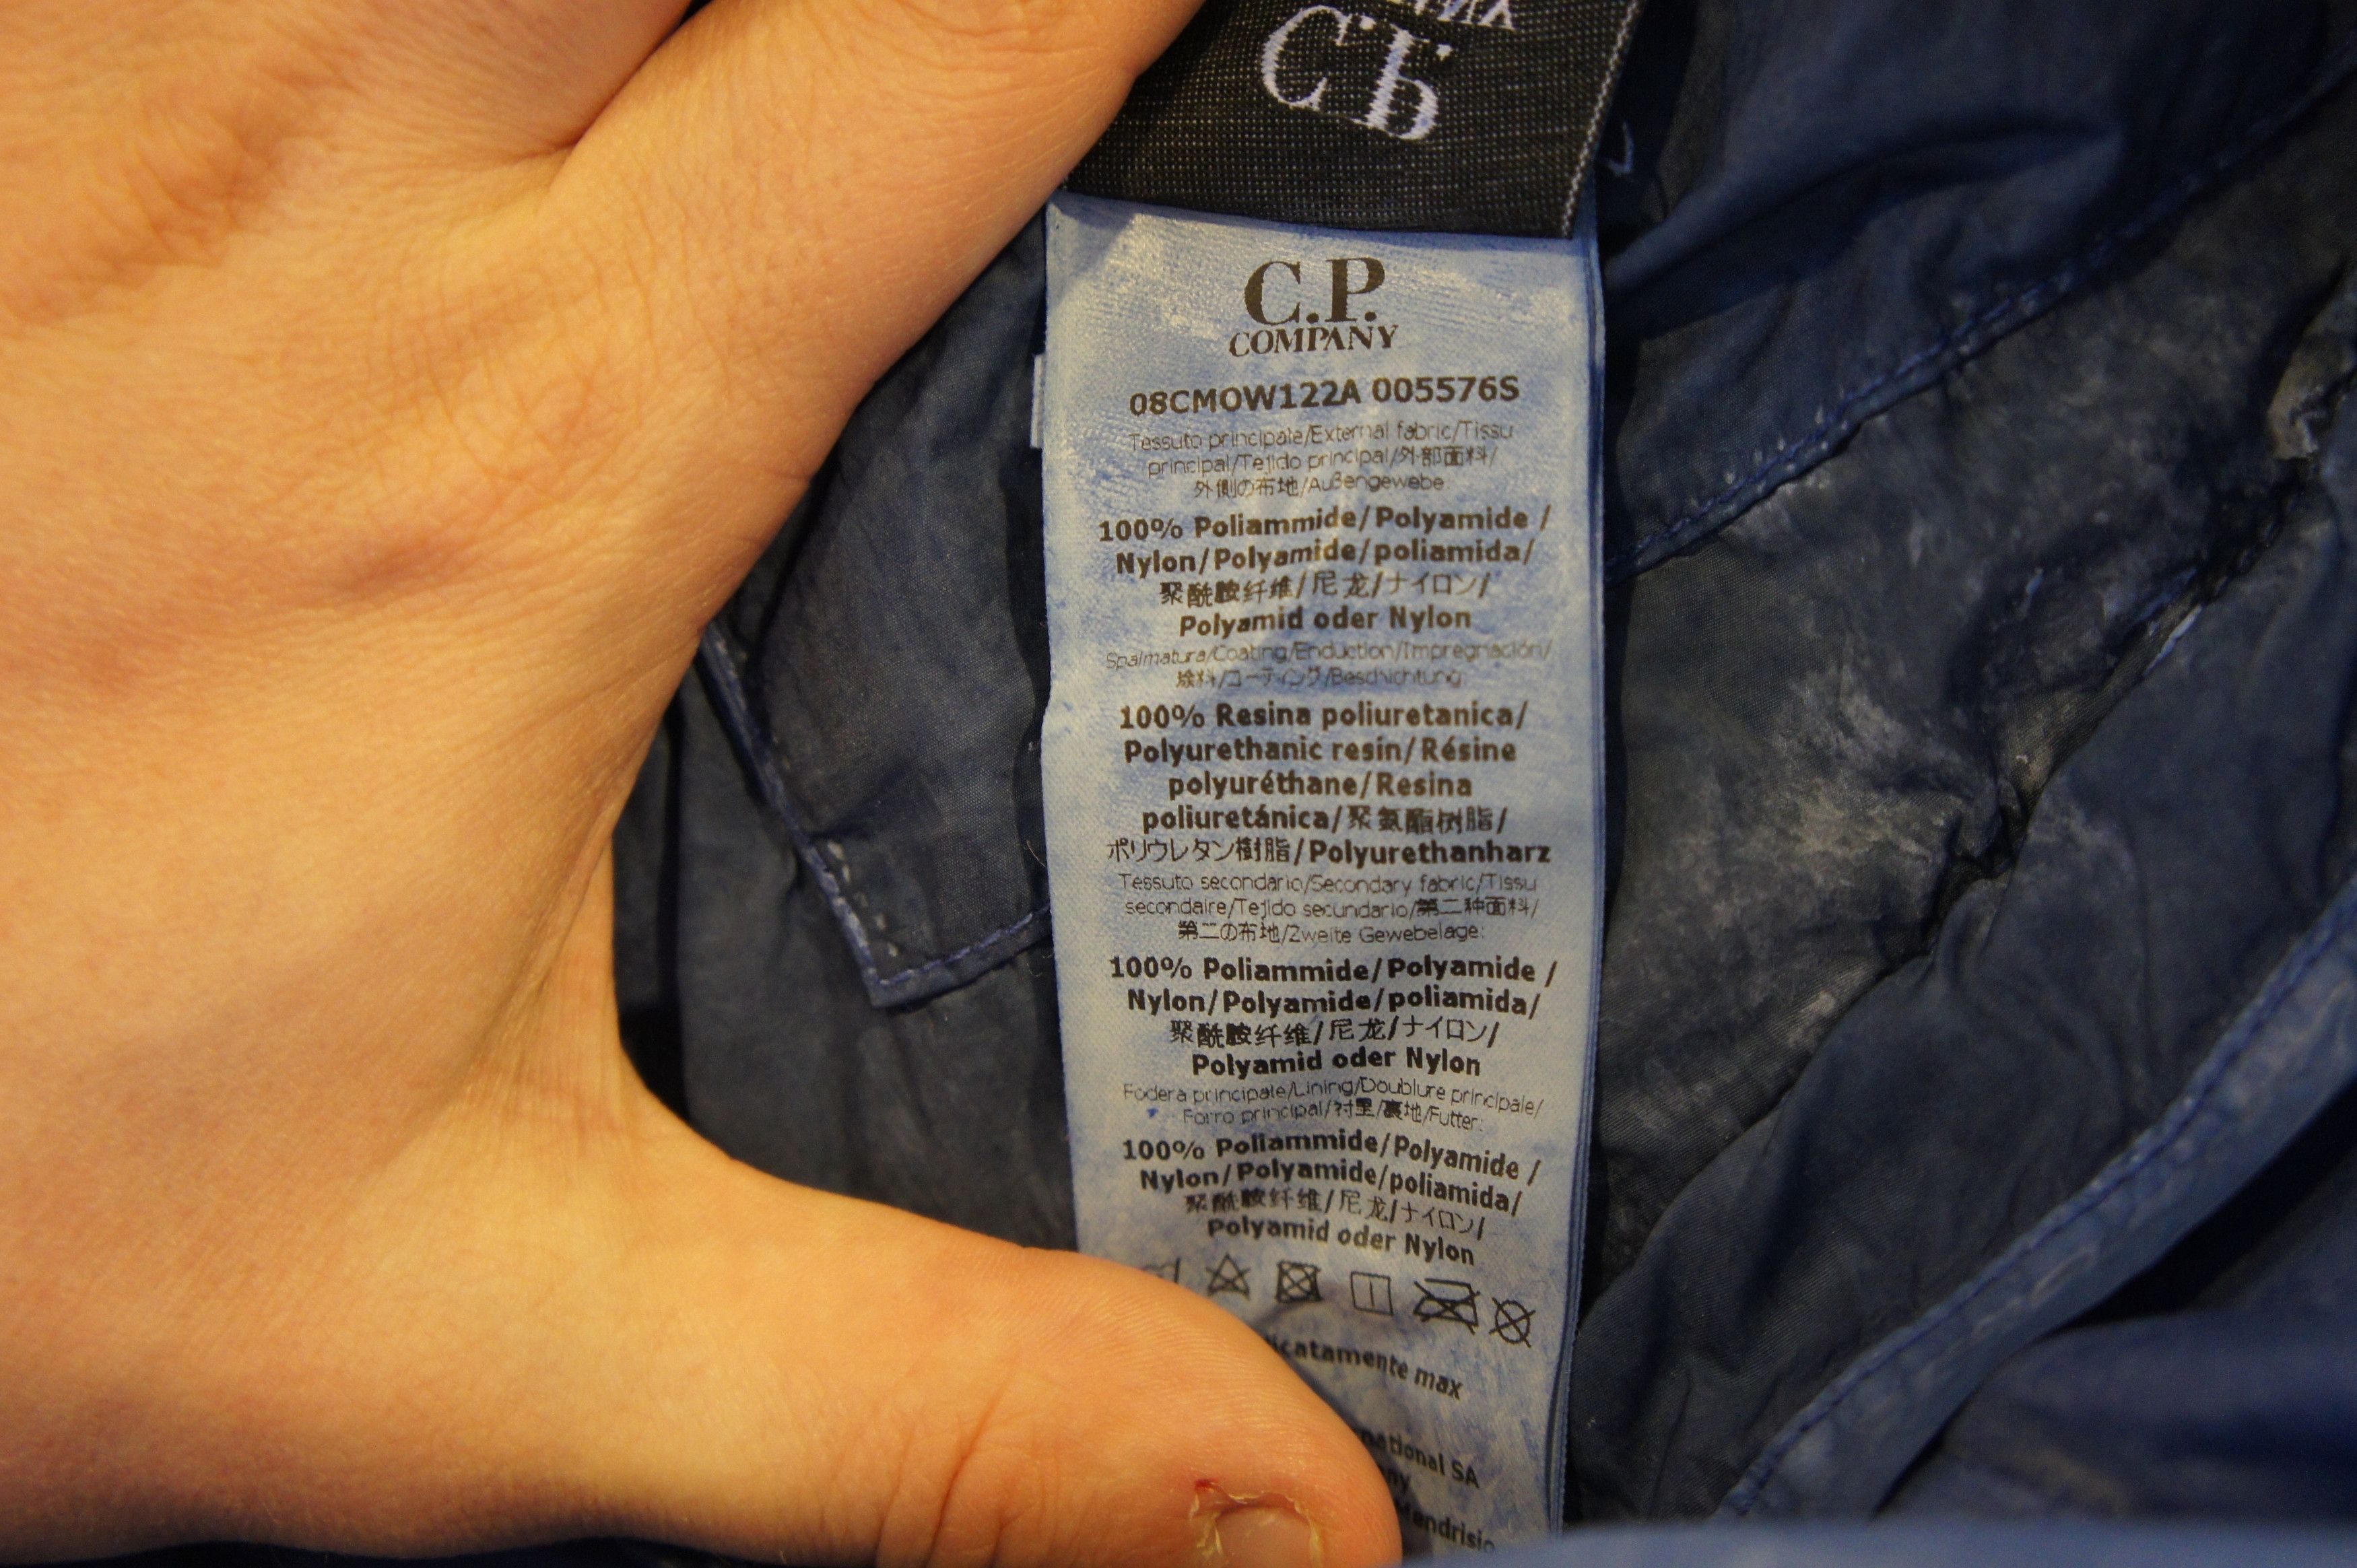 C.P.
COMPANY
08CMOW122A 005576S
Tessuto principale/External fabric/Tissu
principal/Tejido principal/外部面料/
外側の布地/Außengewebe
100% Poliammide/Polyamide /
Nylon/Polyamide/poliamida/
聚酰胺纤维/尼龙/ナイロン/
Polyamid oder Nylon
Spalmatura/Coating/Enduction/Impregnación/
塗料/コーティング/Beschichtung
100% Resina poliuretanica/
Polyurethanic resin/Résine
polyuréthane/Resina
poliuretánica/聚氨酯树脂/
ポリウレタン樹脂/Polyurethanharz
Tessuto secondario/Secondary fabric/Tissu
secondaire/Tejido secundario/第二种面料/
第二の布地/Zweite Gewebelage:
100% Poliammide/Polyamide /
Nylon/Polyamide/poliamida/
聚酰胺纤维/尼龙/ナイロン/
Polyamid oder Nylon
Fodera principale/Lining/Doublure principale/
Forro principal/衬里/裏地/Futter:
100% Poliammide/Polyamide /
Nylon/Polyamide/poliamida/
聚酰胺纤维/尼龙/ナイロン/
Polyamid oder Nylon
icatamente max
national SA
ny
Mandrisio